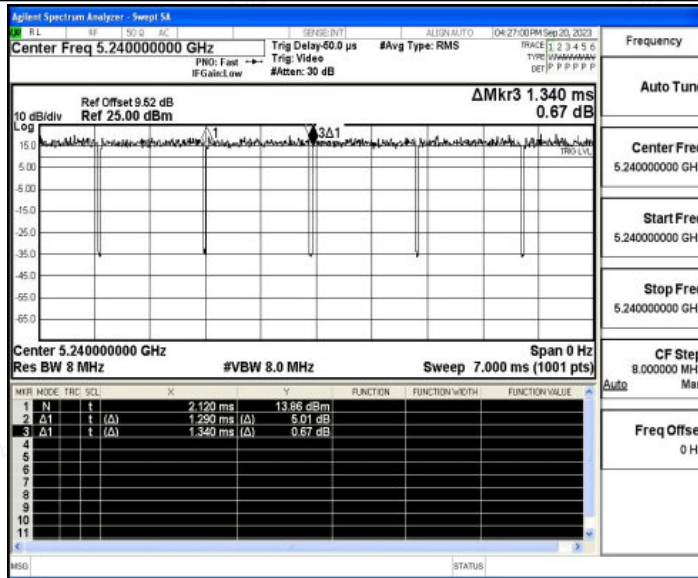 Agilent Spectrum Analyzer - Swept SA
RL RF 50 Ω AC SENSE:INT ALIGN AUTO 04:27:00 PM Sep 20, 2023
Center Freq 5.240000000 GHz
PNO: Fast
IFGain:Low
Trig Delay-50.0 µs
Trig: Video
#Atten: 30 dB
#Avg Type: RMS
TRACE 1 2 3 4 5 6
TYPE WWWWWW
DET P P P P P P
Frequency
Auto Tune
Ref Offset 9.52 dB
10 dB/div Ref 25.00 dBm
ΔMkr3 1.340 ms
0.67 dB
Log
15.0
5.00
-5.00
-15.0
-25.0
-35.0
-45.0
-55.0
-65.0
1
3Δ1
TRIG LVL
Center Freq
5.240000000 GH
Start Freq
5.240000000 GH
Stop Freq
5.240000000 GH
CF Step
8.000000 MH
Auto Ma
Freq Offse
0 H
Center 5.240000000 GHz Span 0 Hz
Res BW 8 MHz #VBW 8.0 MHz Sweep 7.000 ms (1001 pts)
MKR MODE TRC SCL X Y FUNCTION FUNCTION WIDTH FUNCTION VALUE
1 N t 2.120 ms 13.86 dBm
2 Δ1 t (Δ) 1.290 ms (Δ) 5.01 dB
3 Δ1 t (Δ) 1.340 ms (Δ) 0.67 dB
4
5
6
7
8
9
10
11
MSG STATUS